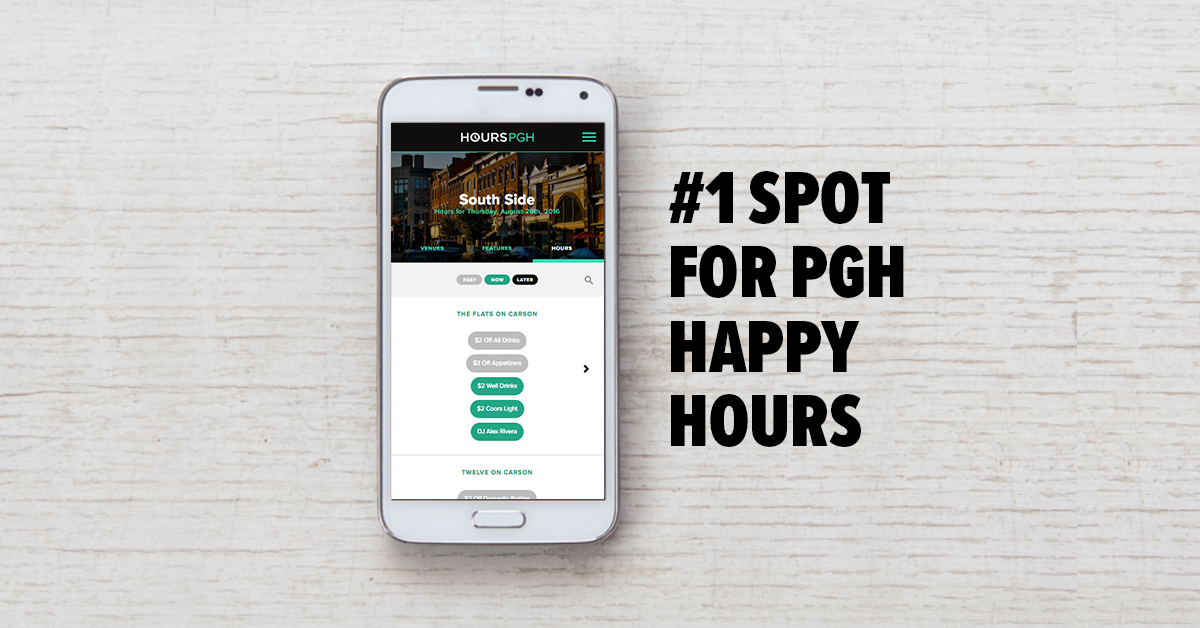 HOURSPGH
South Side
Hours for Thursday, August 26th, 2016
VENUES FEATURES HOURS
PAST NOW LATER
THE FLATS ON CARSON
$2 Off All Drinks
$3 Off Appetizers
$2 Well Drinks
$2 Coors Light
DJ Alex Rivera
TWELVE ON CARSON
#1 SPOT
FOR PGH
HAPPY
HOURS